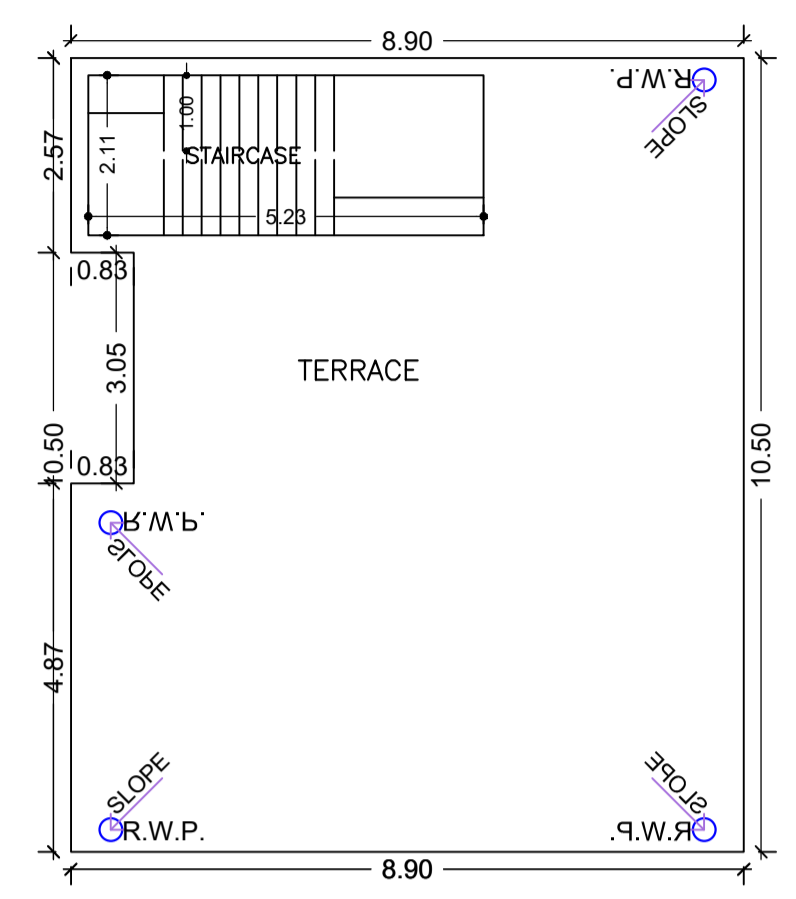 8.90
R.W.P.
SLOPE
1.00
2.57
2.11
STAIRCASE
5.23
0.83
3.05
TERRACE
10.50
10.50
0.83
R.W.P.
SLOPE
4.87
SLOPE
SLOPE
R.W.P.
R.W.P.
8.90